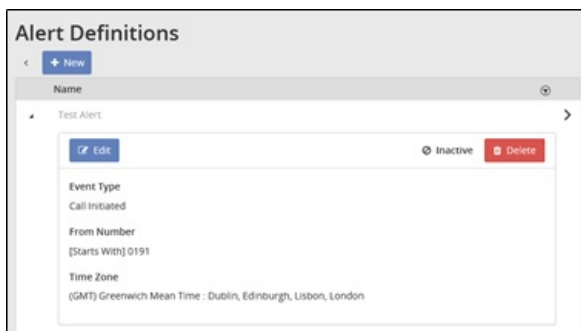 Alert Definitions
+ New
Name
Test Alert
Edit
Inactive
Delete
Event Type
Call Initiated
From Number
[Starts With] 0191
Time Zone
(GMT) Greenwich Mean Time : Dublin, Edinburgh, Lisbon, London